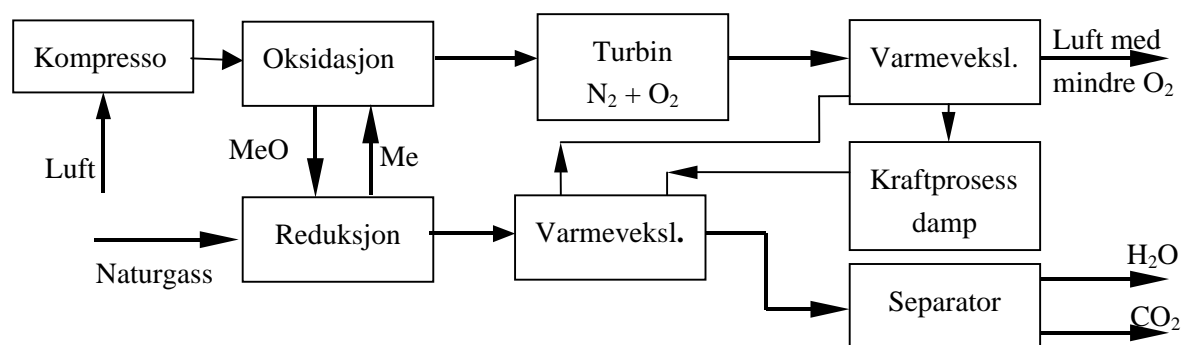 Kompresso
Oksidasjon
Turbin
N₂ + O₂
Varmeveksl.
Luft med
mindre O₂
Luft
MeO
Me
Kraftprosess
damp
Naturgass
Reduksjon
Varmeveksl.
Separator
H₂O
CO₂